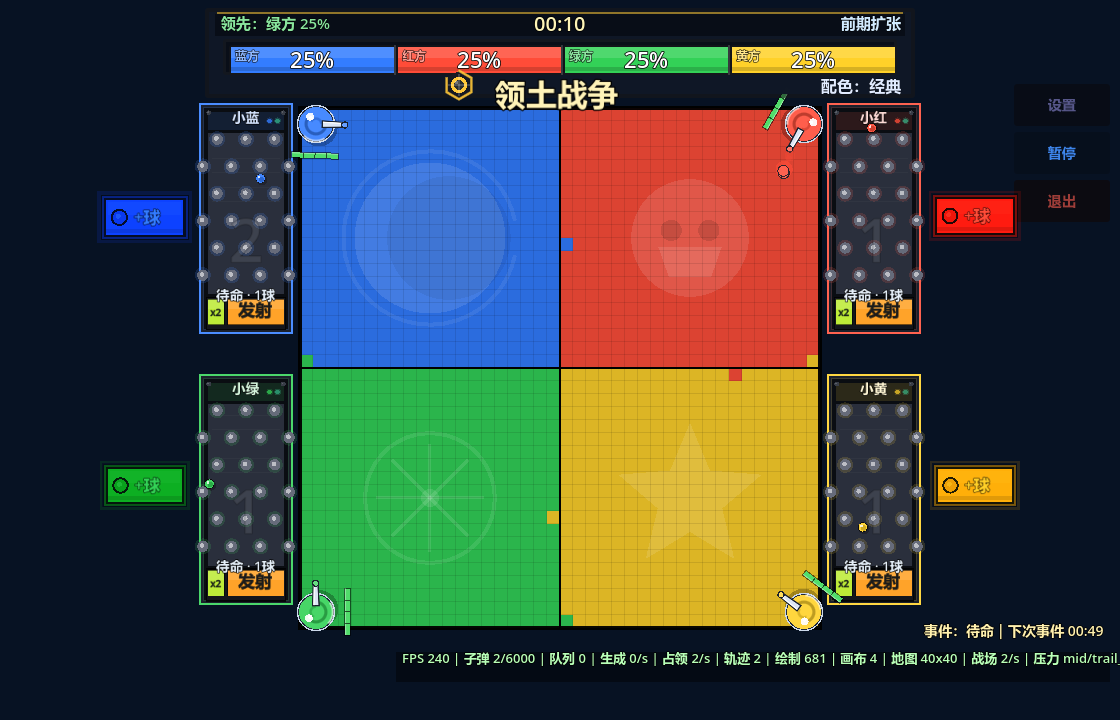 领先: 绿方 25%
00:10
前期扩张
蓝方 25%
红方 25%
绿方 25%
黄方 25%
配色: 经典
领土战争
设置
暂停
退出
小蓝
2
待命 · 1球
x2 发射
+球
小红
1
待命 · 1球
x2 发射
+球
小绿
1
待命 · 1球
x2 发射
+球
小黄
1
待命 · 1球
x2 发射
+球
事件: 待命 | 下次事件 00:49
FPS 240 | 子弹 2/6000 | 队列 0 | 生成 0/s | 占领 2/s | 轨迹 2 | 绘制 681 | 画布 4 | 地图 40x40 | 战场 2/s | 压力 mid/trail_